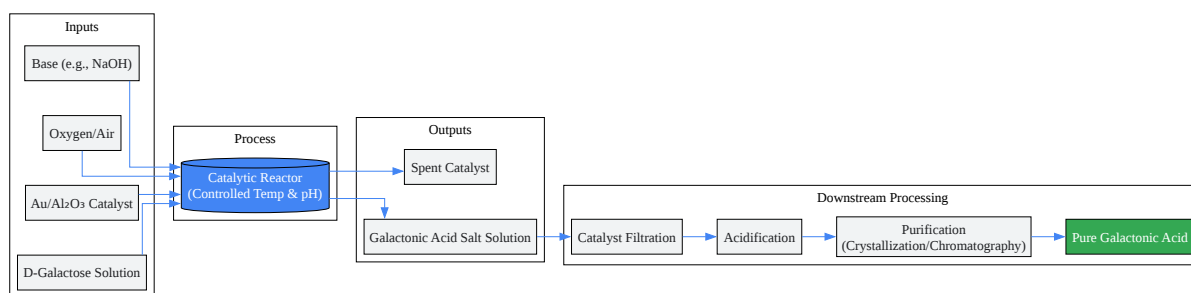 Inputs
Base (e.g., NaOH)
Oxygen/Air
Au/Al₂O₃ Catalyst
D-Galactose Solution
Process
Catalytic Reactor
(Controlled Temp & pH)
Outputs
Spent Catalyst
Galactonic Acid Salt Solution
Downstream Processing
Catalyst Filtration
Acidification
Purification
(Crystallization/Chromatography)
Pure Galactonic Acid